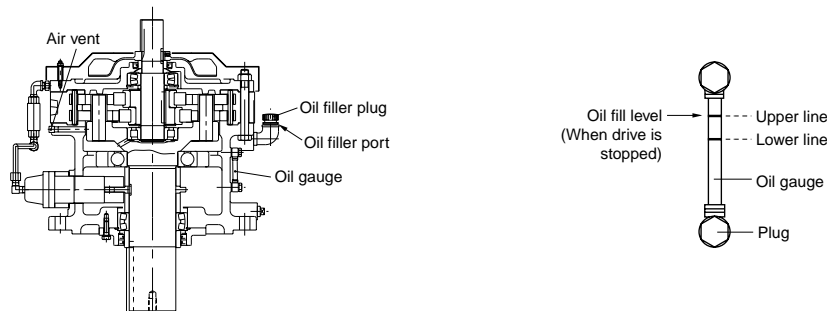 Air vent
Oil filler plug
Oil filler port
Oil gauge
Oil fill level
(When drive is
stopped)
Upper line
Lower line
Oil gauge
Plug